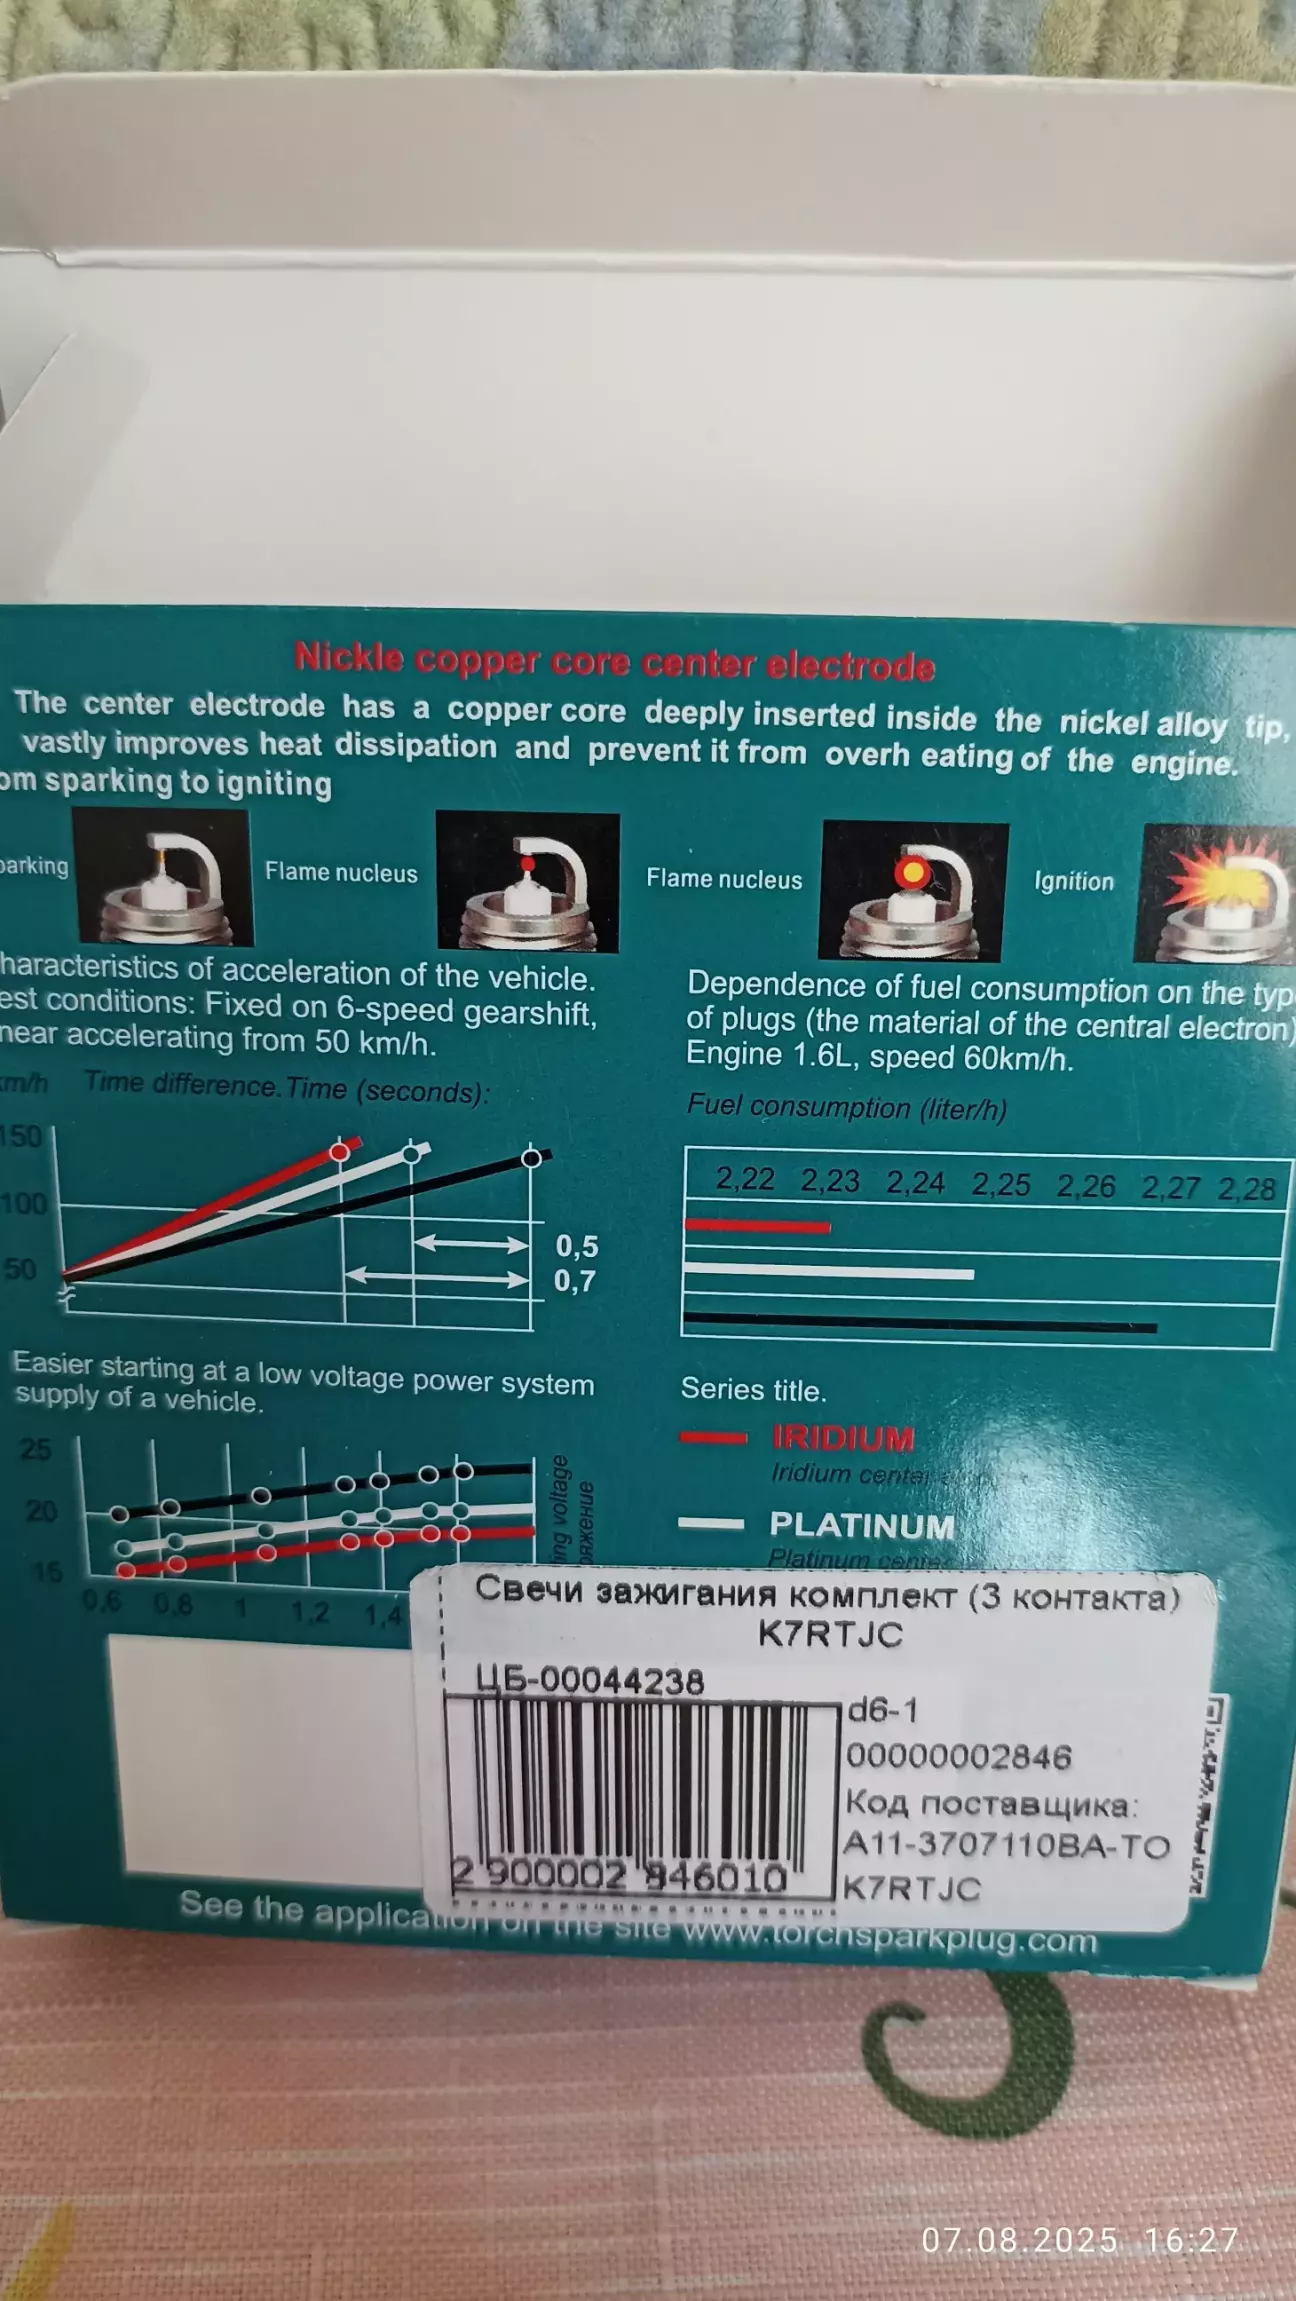 Nickle copper core center electrode
The center electrode has a copper core deeply inserted inside the nickel alloy tip,
vastly improves heat dissipation and prevent it from overh eating of the engine.
om sparking to igniting
parking
Flame nucleus
Flame nucleus
Ignition
haracteristics of acceleration of the vehicle.
est conditions: Fixed on 6-speed gearshift,
near accelerating from 50 km/h.
km/h Time difference. Time (seconds):
150
100
50
0,5
0,7
Dependence of fuel consumption on the typ
of plugs (the material of the central electron)
Engine 1.6L, speed 60km/h.
Fuel consumption (liter/h)
2,22 2,23 2,24 2,25 2,26 2,27 2,28
Easier starting at a low voltage power system
supply of a vehicle.
25
20
15
0,6 0,8 1 1,2 1,4
ing voltage
ряжение
Series title.
IRIDIUM
Iridium center
PLATINUM
Platinum center
Свечи зажигания комплект (3 контакта)
K7RTJC
ЦБ-00044238
2 900002 846010
d6-1
00000002846
Код поставщика:
A11-3707110BA-TO
K7RTJC
See the application on the site www.torchsparkplug.com
07.08.2025 16:27